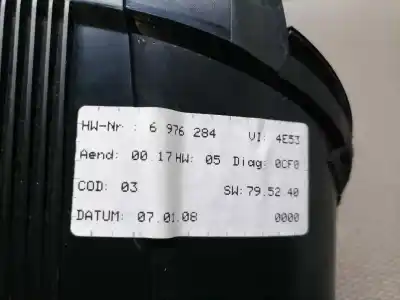 HW-Nr : 6 976 284 VI: 4E53
Aend: 00 17 HW: 05 Diag: 0CF0
COD: 03 SW: 79.52 40
DATUM: 07.01.08 0000